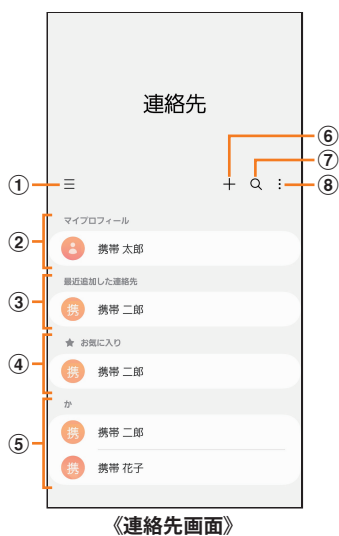 連絡先
⑥
⑦
① ⑧
マイプロフィール
② 携帯 太郎
最近追加した連絡先
③ 携 携帯 二郎
★ お気に入り
④ 携 携帯 二郎
か
携 携帯 二郎
⑤
携 携帯 花子
《連絡先画面》